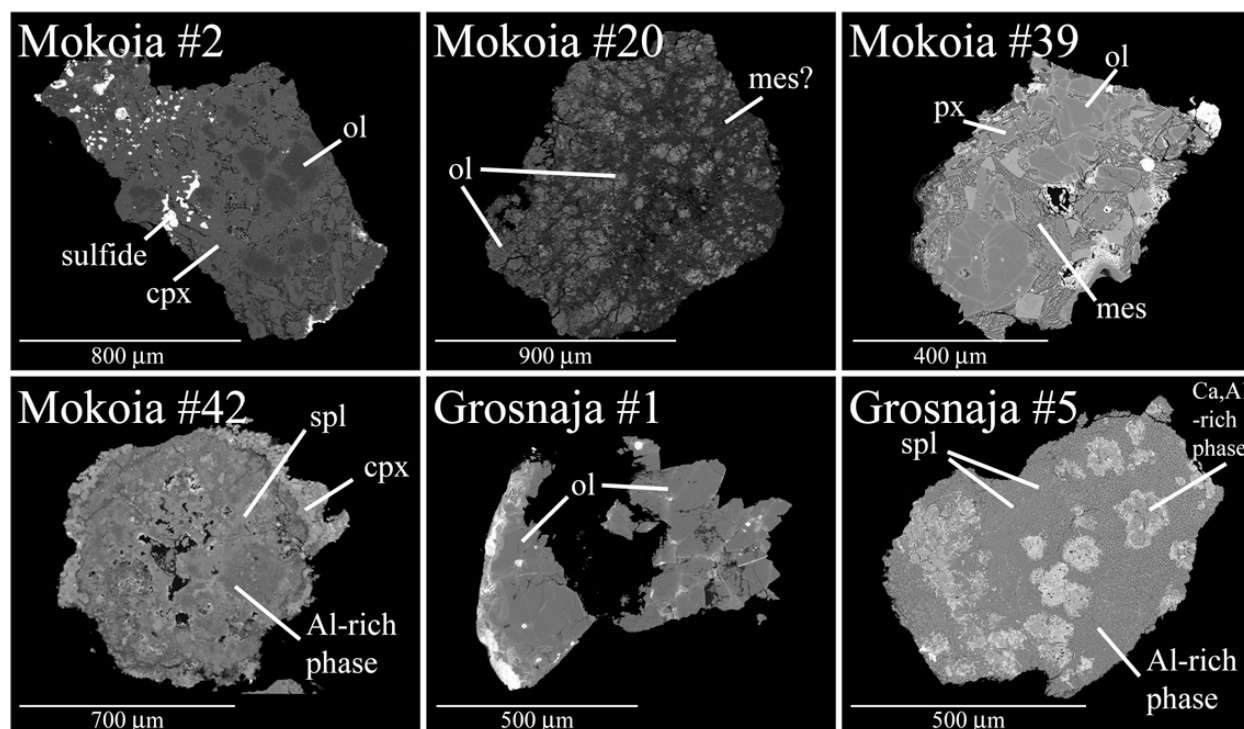 Mokoia #2
ol
sulfide
cpx
800 μm
Mokoia #20
mes?
ol
900 μm
Mokoia #39
ol
px
mes
400 μm
Mokoia #42
spl
cpx
Al-rich
phase
700 μm
Grosnaja #1
ol
500 μm
Grosnaja #5
Ca,Al
-rich
phase
spl
Al-rich
phase
500 μm